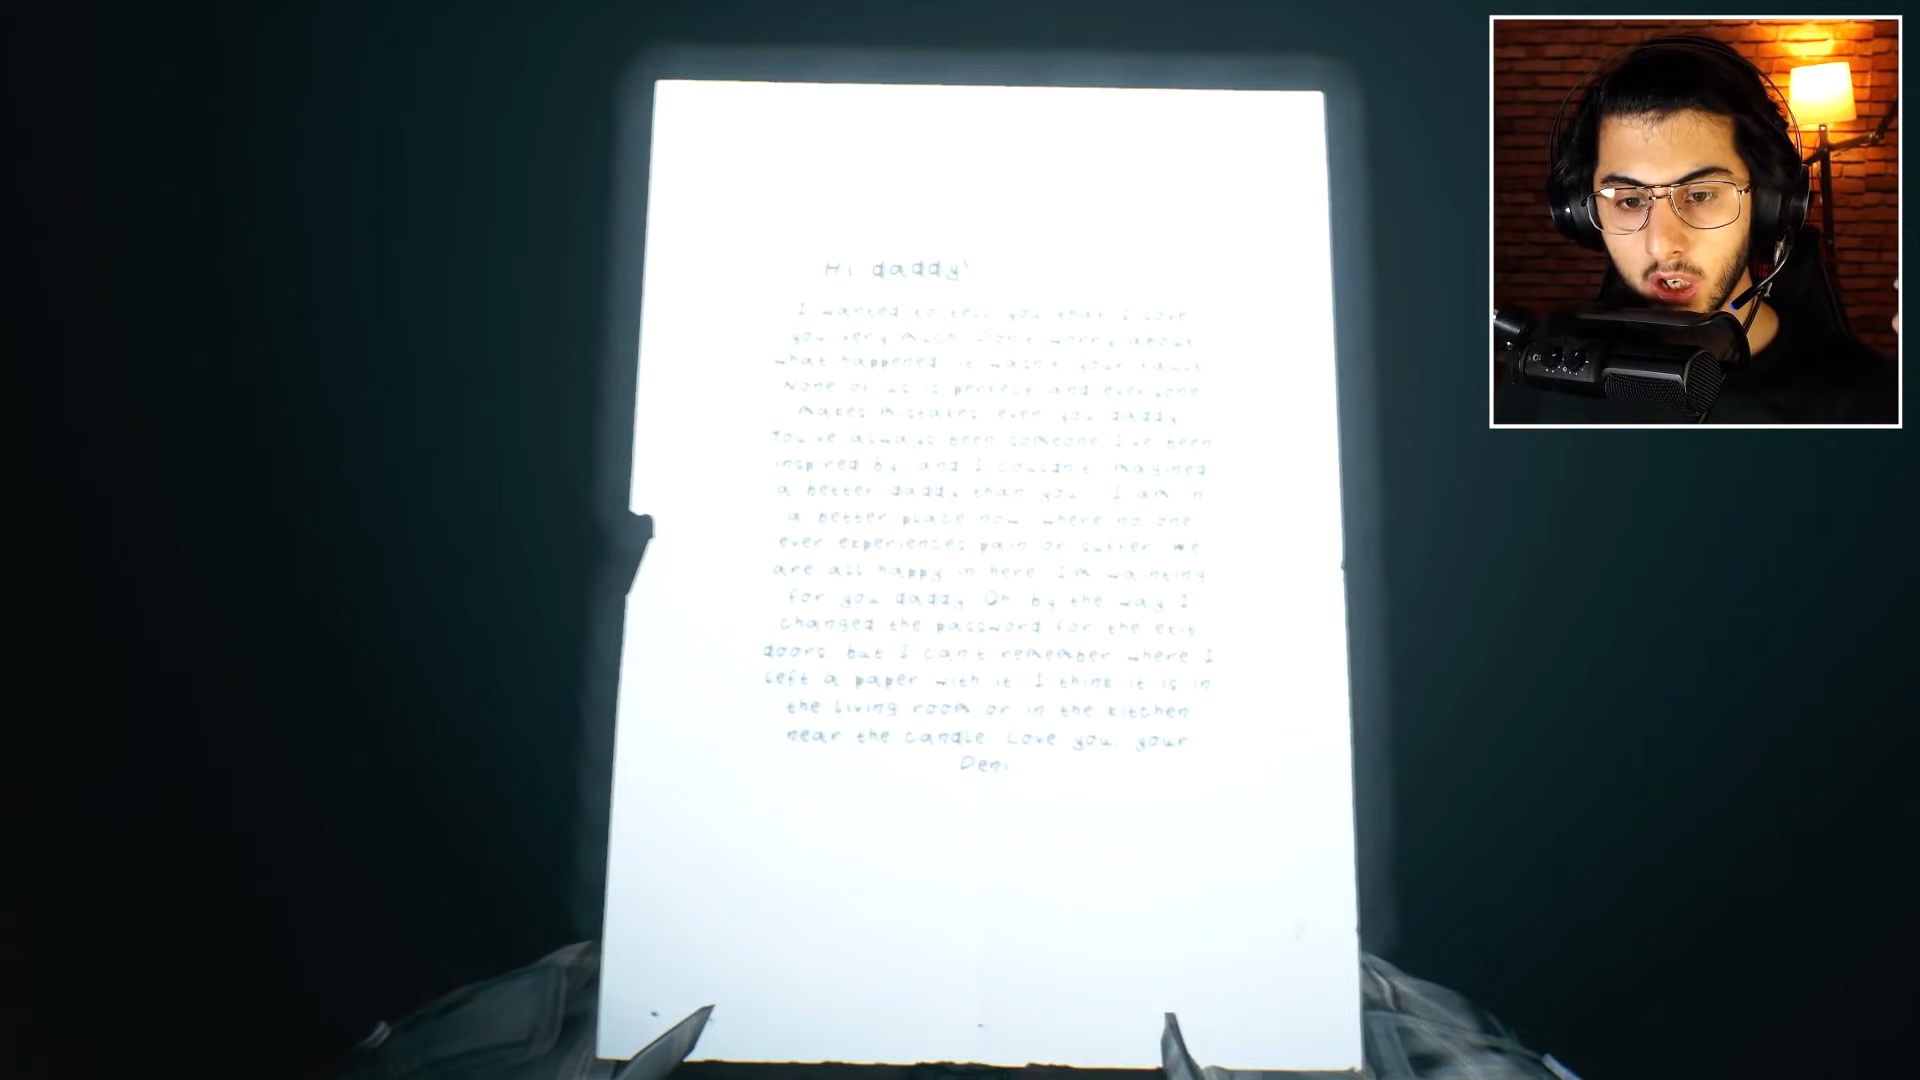 Hi daddy!
I wanted to tell you that I love
you very much. Don't worry about
what happened, it wasn't your fault.
None of us is perfect and everyone
makes mistakes, even you daddy.
You've always been someone I've been
inspired by, and I couldn't imagined
a better daddy than you. I am in
a better place now, where no one
ever experiences pain or suffer. We
are all happy in here. I'm wainting
for you daddy. Oh by the way I
changed the password for the exit
doors, but I can't remember where I
left a paper with it. I think it is in
the living room or in the kitchen
near the candle. Love you, your
Deni.